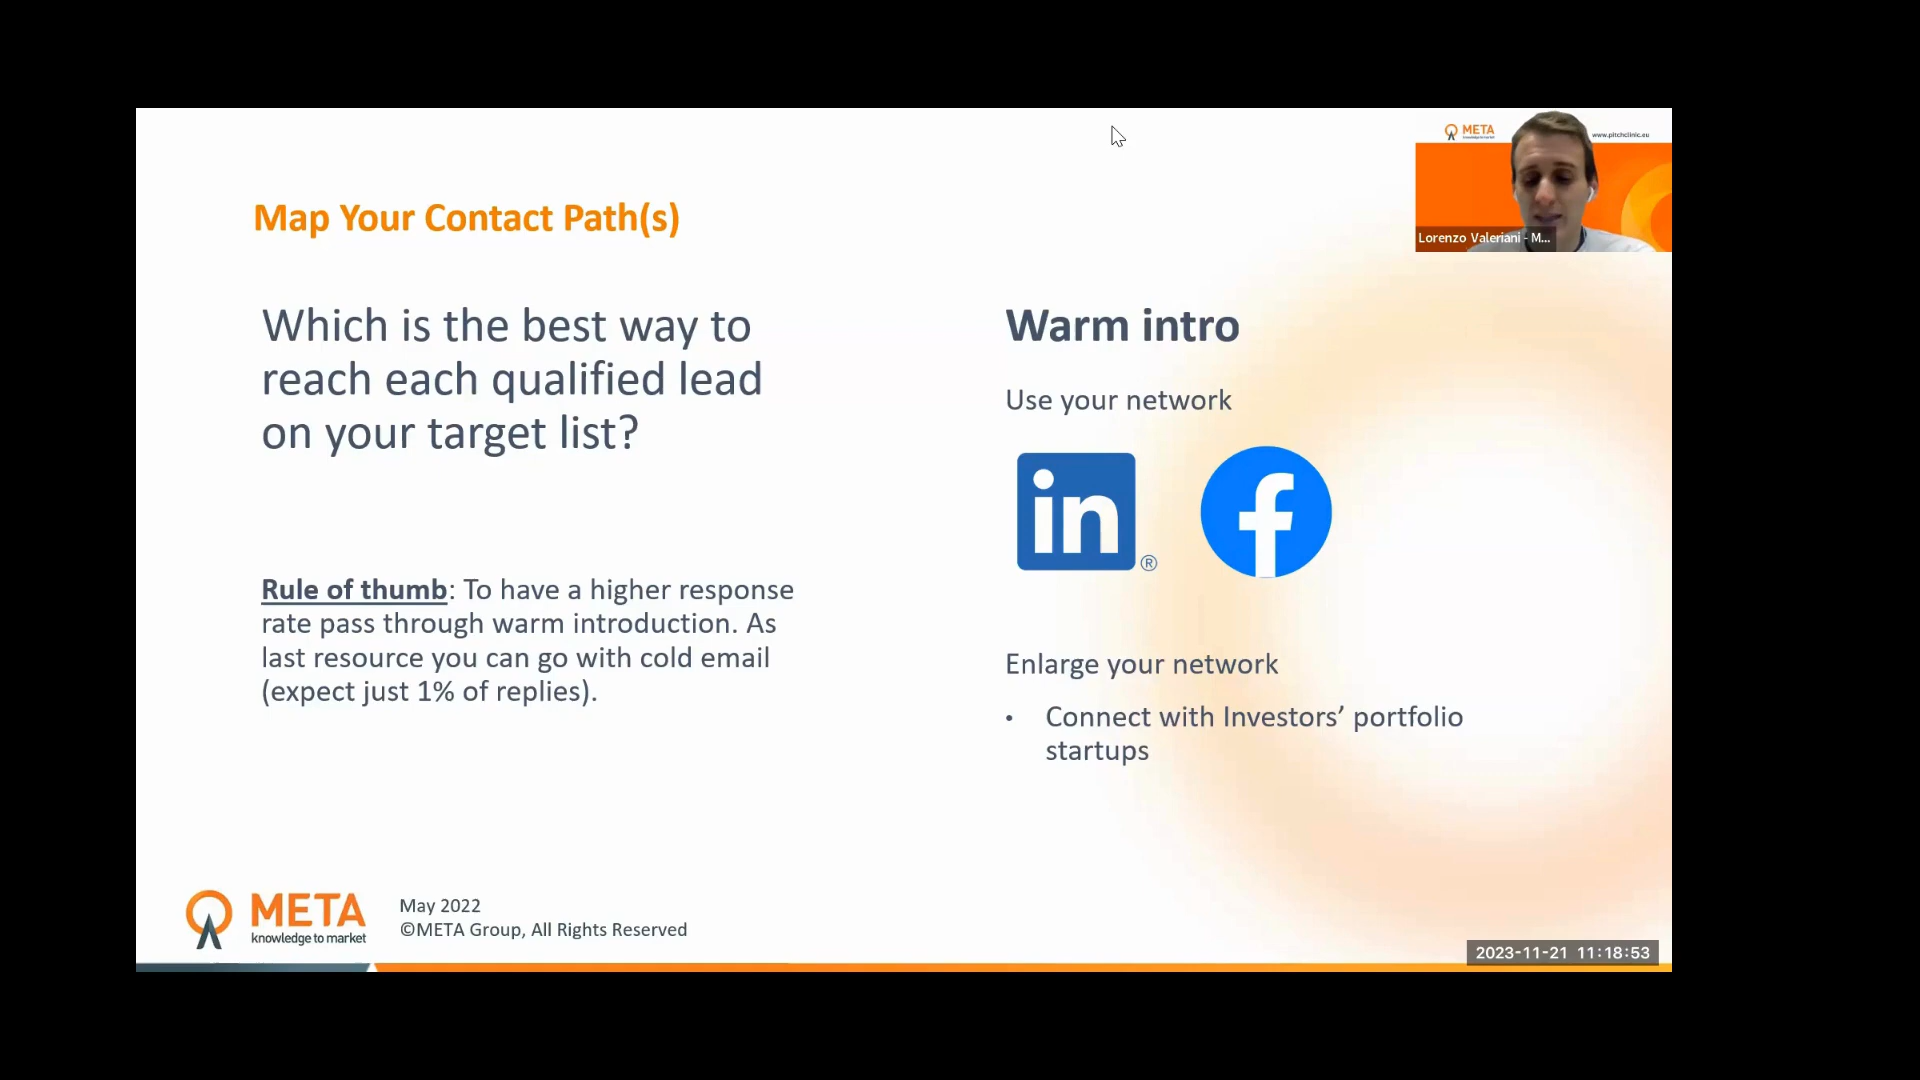 META
www.pitchclinic.eu
Lorenzo Valeriani - M...
Map Your Contact Path(s)
Which is the best way to
reach each qualified lead
on your target list?
Rule of thumb: To have a higher response
rate pass through warm introduction. As
last resource you can go with cold email
(expect just 1% of replies).
Warm intro
Use your network
in
®
f
Enlarge your network
• Connect with Investors’ portfolio
startups
META
knowledge to market
May 2022
©META Group, All Rights Reserved
2023-11-21 11:18:53